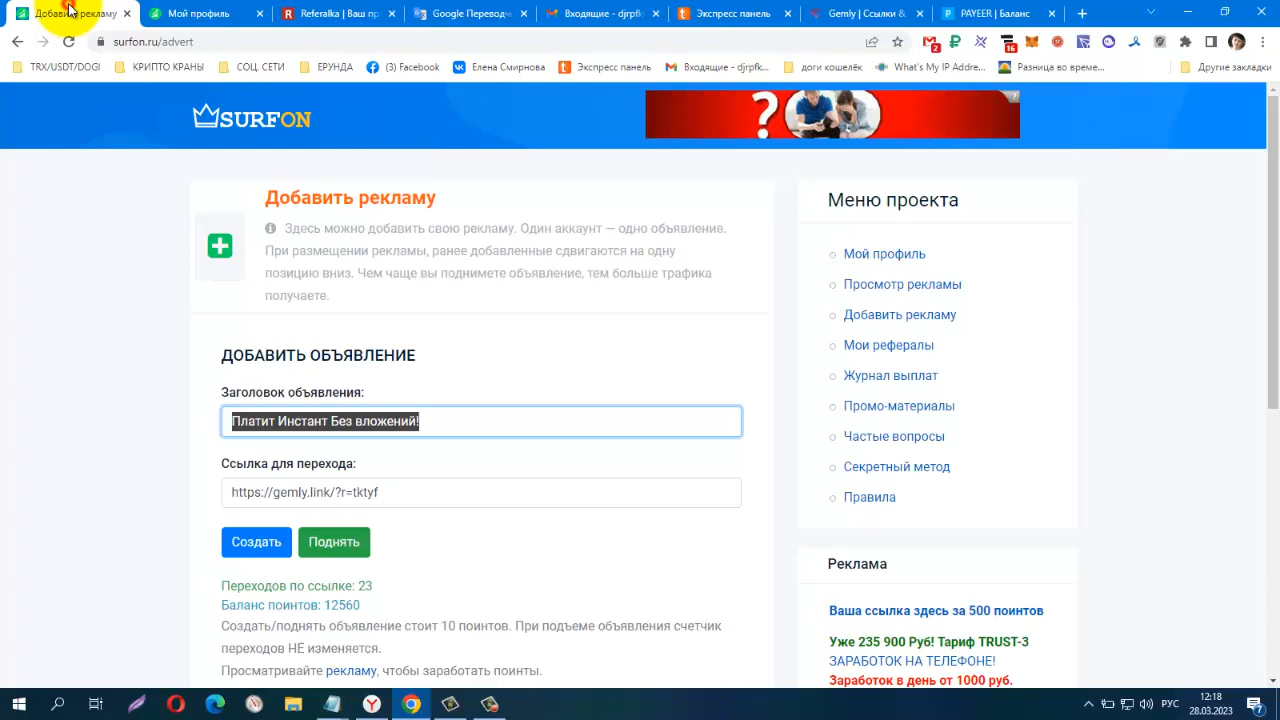 Добавить рекламу
Мой профиль
Referalka | Ваш пр
Google Переводч
Входящие - djrpfk
Экспресс панель
Gemly | Ссылки &
PAYEER | Баланс
surfon.ru/advert
2
16
TRX/USDT/DOGI
КРИПТО КРАНЫ
СОЦ. СЕТИ
ЕРУНДА
(3) Facebook
Елена Смирнова
Экспресс панель
Входящие - djrpfk...
доги кошелёк
What's My IP Addre...
Разница во време...
Другие закладки
SURFON
?
Добавить рекламу
Здесь можно добавить свою рекламу. Один аккаунт — одно объявление.
При размещении рекламы, ранее добавленные сдвигаются на одну
позицию вниз. Чем чаще вы поднимете объявление, тем больше трафика
получаете.
ДОБАВИТЬ ОБЪЯВЛЕНИЕ
Заголовок объявления:
Платит Инстант Без вложений!
Ссылка для перехода:
https://gemly.link/?r=tktyf
Создать
Поднять
Переходов по ссылке: 23
Баланс поинтов: 12560
Создать/поднять объявление стоит 10 поинтов. При подъеме объявления счетчик
переходов НЕ изменяется.
Просматривайте рекламу, чтобы заработать поинты.
Меню проекта
Мой профиль
Просмотр рекламы
Добавить рекламу
Мои рефералы
Журнал выплат
Промо-материалы
Частые вопросы
Секретный метод
Правила
Реклама
Ваша ссылка здесь за 500 поинтов
Уже 235 900 Руб! Тариф TRUST-3
ЗАРАБОТОК НА ТЕЛЕФОНЕ!
Заработок в день от 1000 руб.
РУС
12:18
28.03.2023
7